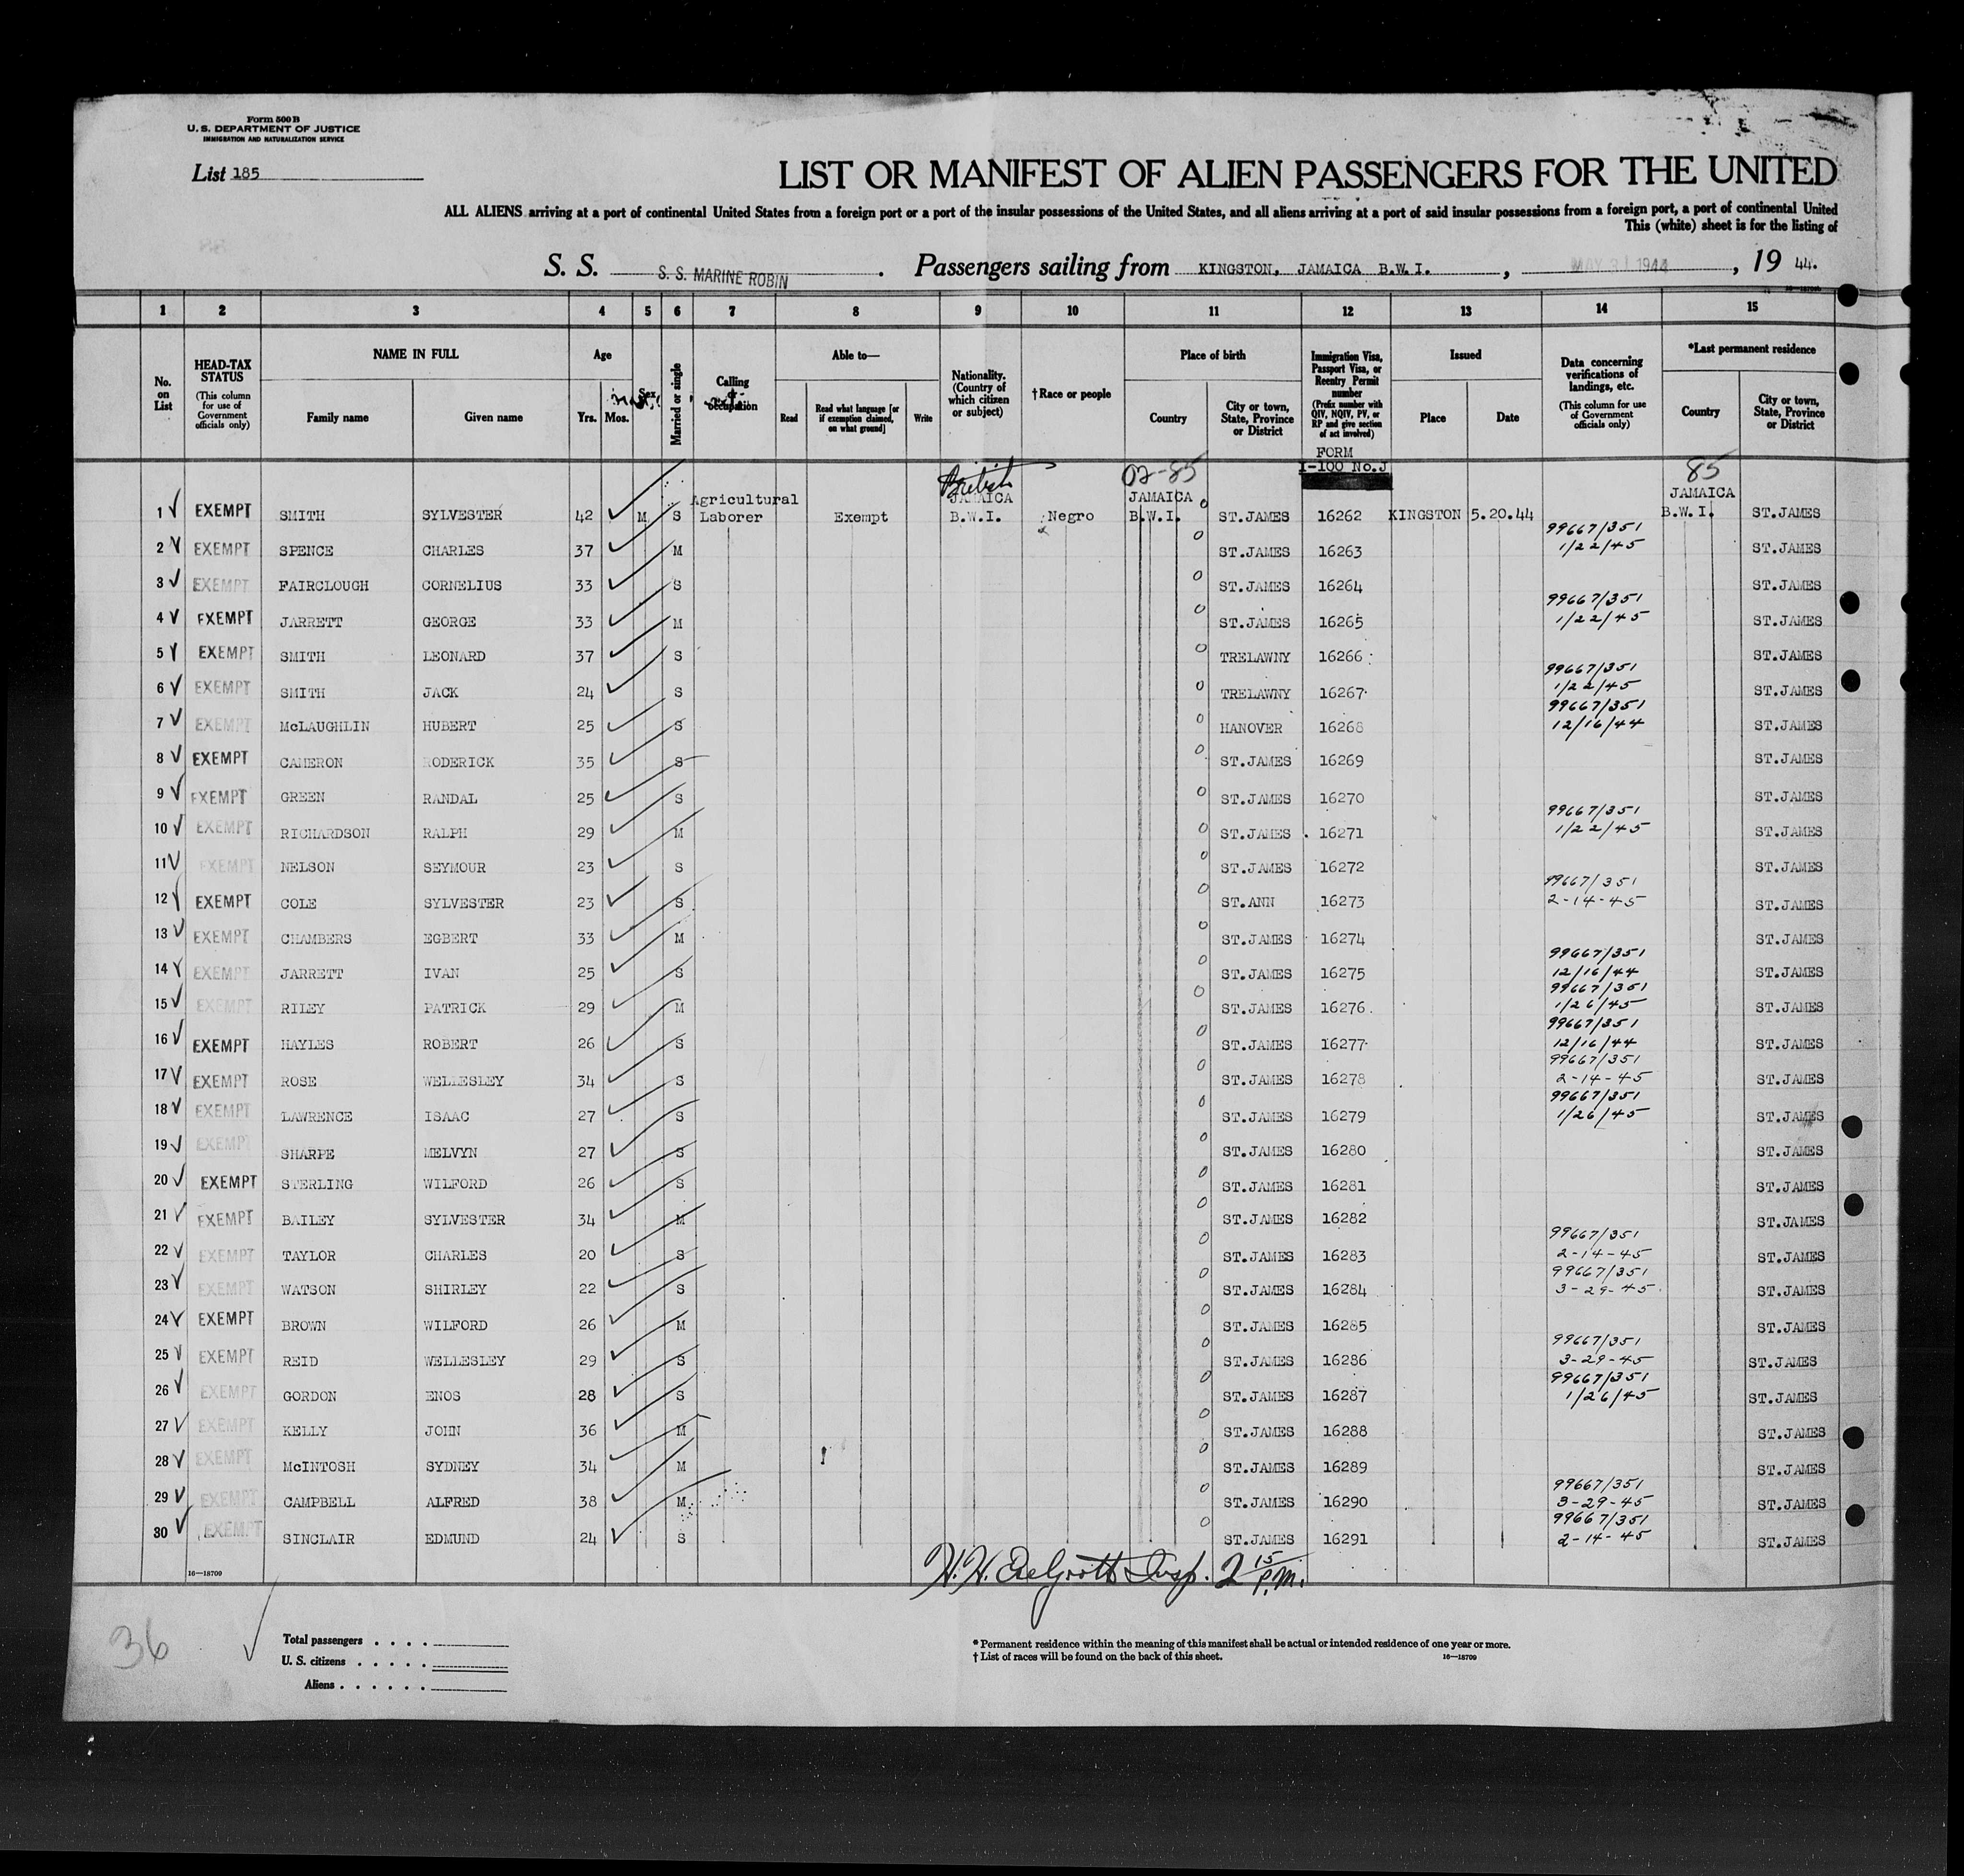 Form 500 B
U. S. DEPARTMENT OF JUSTICE
IMMIGRATION AND NATURALIZATION SERVICE
List 185
LIST OR MANIFEST OF ALIEN PASSENGERS FOR THE UNITED
ALL ALIENS arriving at a port of continental United States from a foreign port or a port of the insular possessions of the United States, and all aliens arriving at a port of said insular possessions from a foreign port, a port of continental United
This (white) sheet is for the listing of
S. S. S. S. MARINE ROBIN . Passengers sailing from KINGSTON, JAMAICA B.W.I. , MAY 31 1944 , 19 44.
1 2 3 4 5 6 7 8 9 10 11 12 13 14 15
No. on List
HEAD-TAX STATUS (This column for use of Government officials only)
NAME IN FULL
Family name Given name
Age
Yrs. Mos.
Sex
Married or single
Calling or occupation
Able to—
Read Read what language [or if exemption claimed, on what ground] Write
Nationality. (Country of which citizen or subject)
† Race or people
Place of birth
Country City or town, State, Province or District
Immigration Visa, Passport Visa, or Reentry Permit number (Prefix number with QIV, NQIV, PV, or RP and give section of act involved)
FORM
I-100 No.J
Issued
Place Date
Data concerning verifications of landings, etc. (This column for use of Government officials only)
*Last permanent residence
Country City or town, State, Province or District
British 02-85 85
1 EXEMPT SMITH SYLVESTER 42 M S Agricultural Laborer Exempt JAMAICA B.W.I. Negro JAMAICA B.W.I. ST.JAMES 16262 KINGSTON 5.20.44 JAMAICA B.W.I. ST.JAMES
2 EXEMPT SPENCE CHARLES 37 M ST.JAMES 16263 99667/351 1/22/45 ST.JAMES
3 EXEMPT FAIRCLOUGH CORNELIUS 33 S ST.JAMES 16264 ST.JAMES
4 EXEMPT JARRETT GEORGE 33 M ST.JAMES 16265 99667/351 1/22/45 ST.JAMES
5 EXEMPT SMITH LEONARD 37 S TRELAWNY 16266 ST.JAMES
6 EXEMPT SMITH JACK 24 S TRELAWNY 16267 99667/351 1/22/45 ST.JAMES
7 EXEMPT McLAUGHLIN HUBERT 25 S HANOVER 16268 99667/351 12/16/44 ST.JAMES
8 EXEMPT CAMERON RODERICK 35 S ST.JAMES 16269 ST.JAMES
9 EXEMPT GREEN RANDAL 25 S ST.JAMES 16270 ST.JAMES
10 EXEMPT RICHARDSON RALPH 29 M ST.JAMES 16271 99667/351 1/22/45 ST.JAMES
11 EXEMPT NELSON SEYMOUR 23 S ST.JAMES 16272 ST.JAMES
12 EXEMPT COLE SYLVESTER 23 S ST.ANN 16273 99667/351 2-14-45 ST.JAMES
13 EXEMPT CHAMBERS EGBERT 33 M ST.JAMES 16274 ST.JAMES
14 EXEMPT JARRETT IVAN 25 S ST.JAMES 16275 99667/351 12/16/44 ST.JAMES
15 EXEMPT RILEY PATRICK 29 M ST.JAMES 16276 99667/351 1/26/45 ST.JAMES
16 EXEMPT HAYLES ROBERT 26 S ST.JAMES 16277 99667/351 12/16/44 ST.JAMES
17 EXEMPT ROSE WELLESLEY 34 S ST.JAMES 16278 99667/351 2-14-45 ST.JAMES
18 EXEMPT LAWRENCE ISAAC 27 S ST.JAMES 16279 99667/351 1/26/45 ST.JAMES
19 EXEMPT SHARPE MELVYN 27 S ST.JAMES 16280 ST.JAMES
20 EXEMPT STERLING WILFORD 26 S ST.JAMES 16281 ST.JAMES
21 EXEMPT BAILEY SYLVESTER 34 M ST.JAMES 16282 ST.JAMES
22 EXEMPT TAYLOR CHARLES 20 S ST.JAMES 16283 99667/351 2-14-45 ST.JAMES
23 EXEMPT WATSON SHIRLEY 22 S ST.JAMES 16284 99667/351 3-29-45 ST.JAMES
24 EXEMPT BROWN WILFORD 26 M ST.JAMES 16285 ST.JAMES
25 EXEMPT REID WELLESLEY 29 S ST.JAMES 16286 99667/351 3-29-45 ST.JAMES
26 EXEMPT GORDON ENOS 28 S ST.JAMES 16287 99667/351 1/26/45 ST.JAMES
27 EXEMPT KELLY JOHN 36 M ST.JAMES 16288 ST.JAMES
28 EXEMPT McINTOSH SYDNEY 34 M ST.JAMES 16289 ST.JAMES
29 EXEMPT CAMPBELL ALFRED 38 M ST.JAMES 16290 99667/351 3-29-45 ST.JAMES
30 EXEMPT SINCLAIR EDMUND 24 S ST.JAMES 16291 99667/351 2-14-45 ST.JAMES
16—18709
H. H. Insp. 2 15 P.M.
36
Total passengers
U. S. citizens
Aliens
* Permanent residence within the meaning of this manifest shall be actual or intended residence of one year or more.
† List of races will be found on the back of this sheet. 16—18709